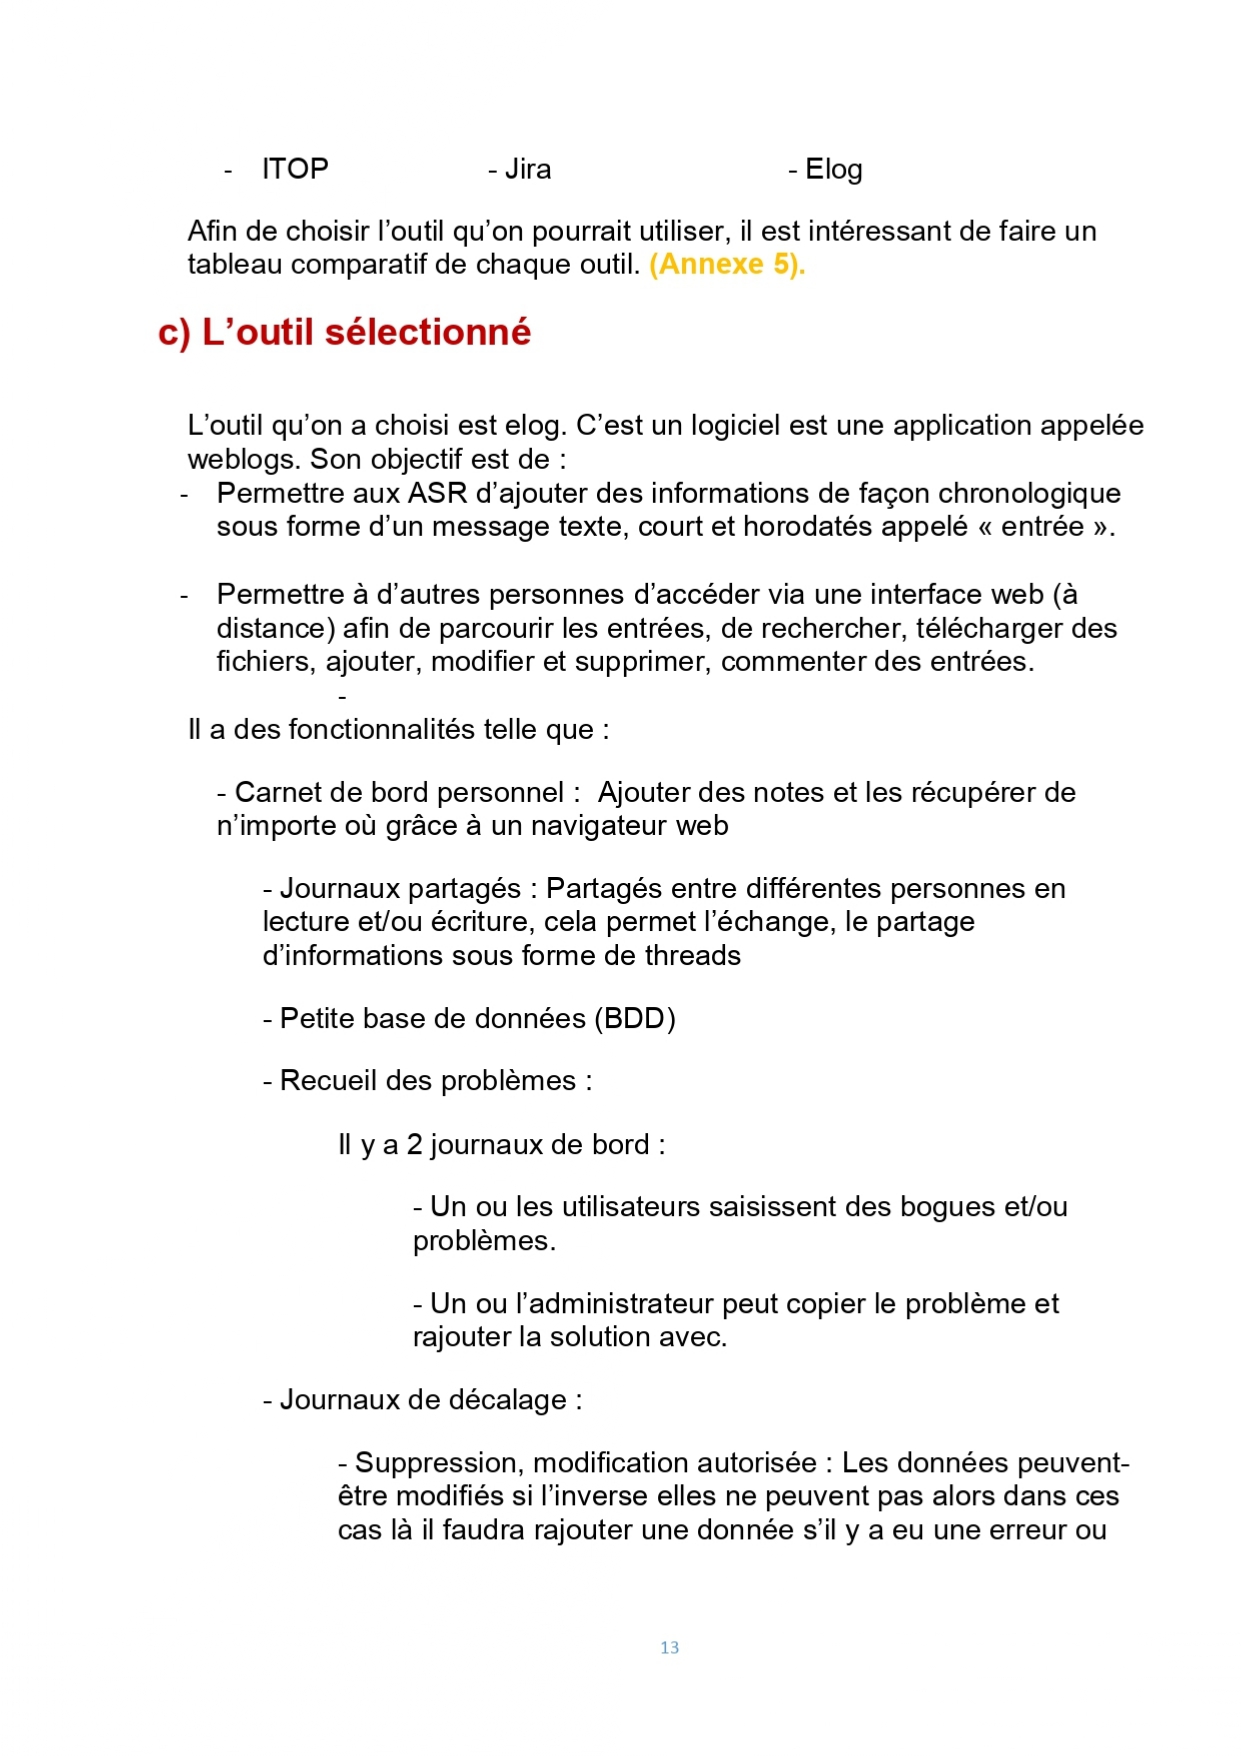 - ITOP - Jira - Elog
Afin de choisir l’outil qu’on pourrait utiliser, il est intéressant de faire un
tableau comparatif de chaque outil. (Annexe 5).
c) L’outil sélectionné
L’outil qu’on a choisi est elog. C’est un logiciel est une application appelée
weblogs. Son objectif est de :
- Permettre aux ASR d’ajouter des informations de façon chronologique
sous forme d’un message texte, court et horodatés appelé « entrée ».
- Permettre à d’autres personnes d’accéder via une interface web (à
distance) afin de parcourir les entrées, de rechercher, télécharger des
fichiers, ajouter, modifier et supprimer, commenter des entrées.
-
Il a des fonctionnalités telle que :
- Carnet de bord personnel : Ajouter des notes et les récupérer de
n’importe où grâce à un navigateur web
- Journaux partagés : Partagés entre différentes personnes en
lecture et/ou écriture, cela permet l’échange, le partage
d’informations sous forme de threads
- Petite base de données (BDD)
- Recueil des problèmes :
Il y a 2 journaux de bord :
- Un ou les utilisateurs saisissent des bogues et/ou
problèmes.
- Un ou l’administrateur peut copier le problème et
rajouter la solution avec.
- Journaux de décalage :
- Suppression, modification autorisée : Les données peuvent-
être modifiés si l’inverse elles ne peuvent pas alors dans ces
cas là il faudra rajouter une donnée s’il y a eu une erreur ou
13